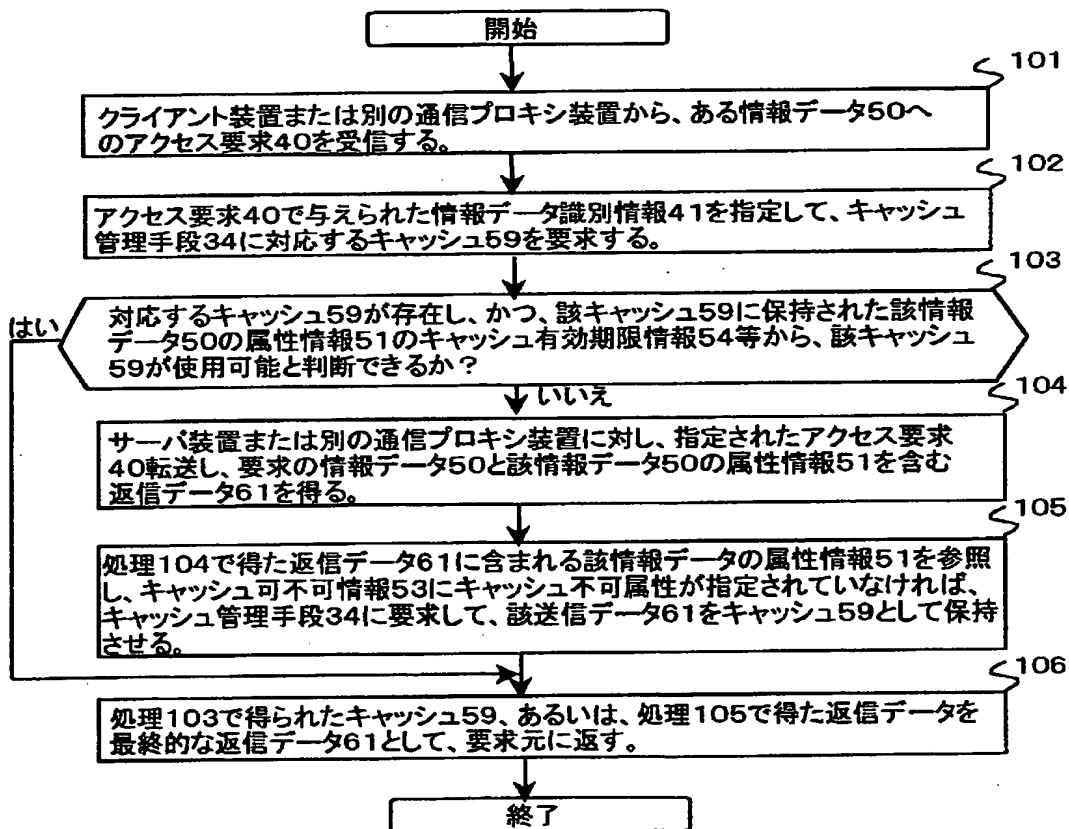 開始
101
クライアント装置または別の通信プロキシ装置から、ある情報データ50へ
のアクセス要求40を受信する。
102
アクセス要求40で与えられた情報データ識別情報41を指定して、キャッシュ
管理手段34に対応するキャッシュ59を要求する。
103
はい
対応するキャッシュ59が存在し、かつ、該キャッシュ59に保持された該情報
データ50の属性情報51のキャッシュ有効期限情報54等から、該キャッシュ
59が使用可能と判断できるか？
いいえ
104
サーバ装置または別の通信プロキシ装置に対し、指定されたアクセス要求
40転送し、要求の情報データ50と該情報データ50の属性情報51を含む
返信データ61を得る。
105
処理104で得た返信データ61に含まれる該情報データの属性情報51を参照
し、キャッシュ可不可情報53にキャッシュ不可属性が指定されていなければ、
キャッシュ管理手段34に要求して、該送信データ61をキャッシュ59として保持
させる。
106
処理103で得られたキャッシュ59、あるいは、処理105で得た返信データを
最終的な返信データ61として、要求元に返す。
終了